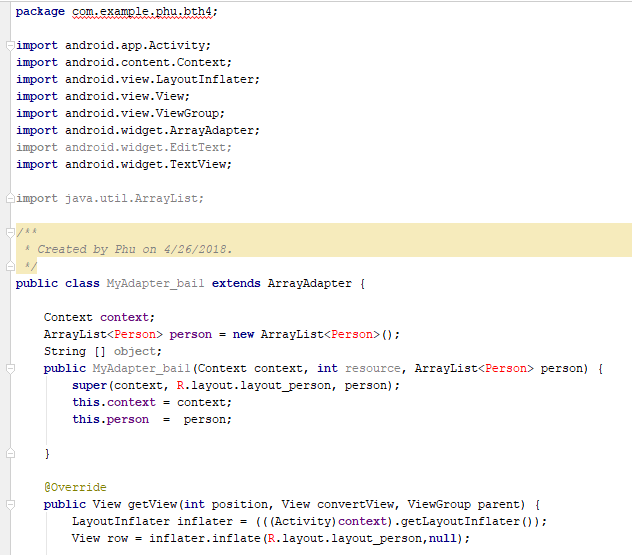 package com.example.phu.bth4;
import android.app.Activity;
import android.content.Context;
import android.view.LayoutInflater;
import android.view.View;
import android.view.ViewGroup;
import android.widget.ArrayAdapter;
import android.widget.EditText;
import android.widget.TextView;
import java.util.ArrayList;
/**
 * Created by Phu on 4/26/2018.
 */
public class MyAdapter_bail extends ArrayAdapter {
    Context context;
    ArrayList<Person> person = new ArrayList<Person>();
    String [] object;
    public MyAdapter_bail(Context context, int resource, ArrayList<Person> person) {
        super(context, R.layout.layout_person, person);
        this.context = context;
        this.person  =  person;
    }
    @Override
    public View getView(int position, View convertView, ViewGroup parent) {
        LayoutInflater inflater = (((Activity)context).getLayoutInflater());
        View row = inflater.inflate(R.layout.layout_person,null);